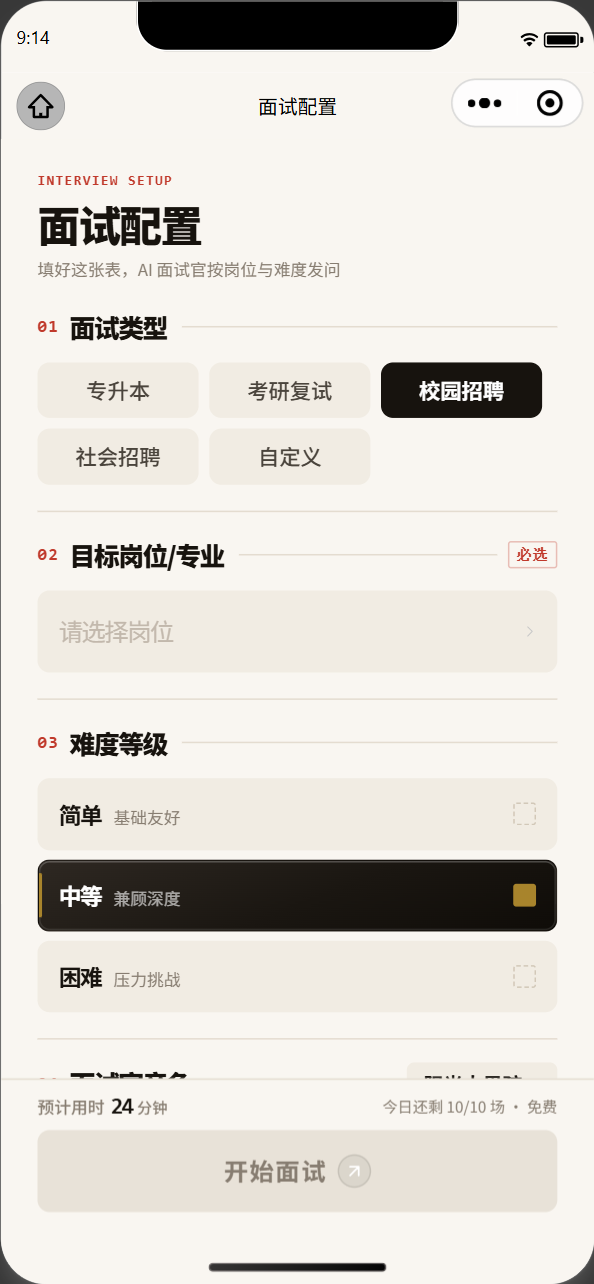 9:14
面试配置
INTERVIEW SETUP
面试配置
填好这张表，AI 面试官按岗位与难度发问
01 面试类型
专升本 考研复试 校园招聘
社会招聘 自定义
02 目标岗位/专业 必选
请选择岗位
03 难度等级
简单 基础友好
中等 兼顾深度
困难 压力挑战
预计用时 24 分钟 今日还剩 10/10 场 · 免费
开始面试